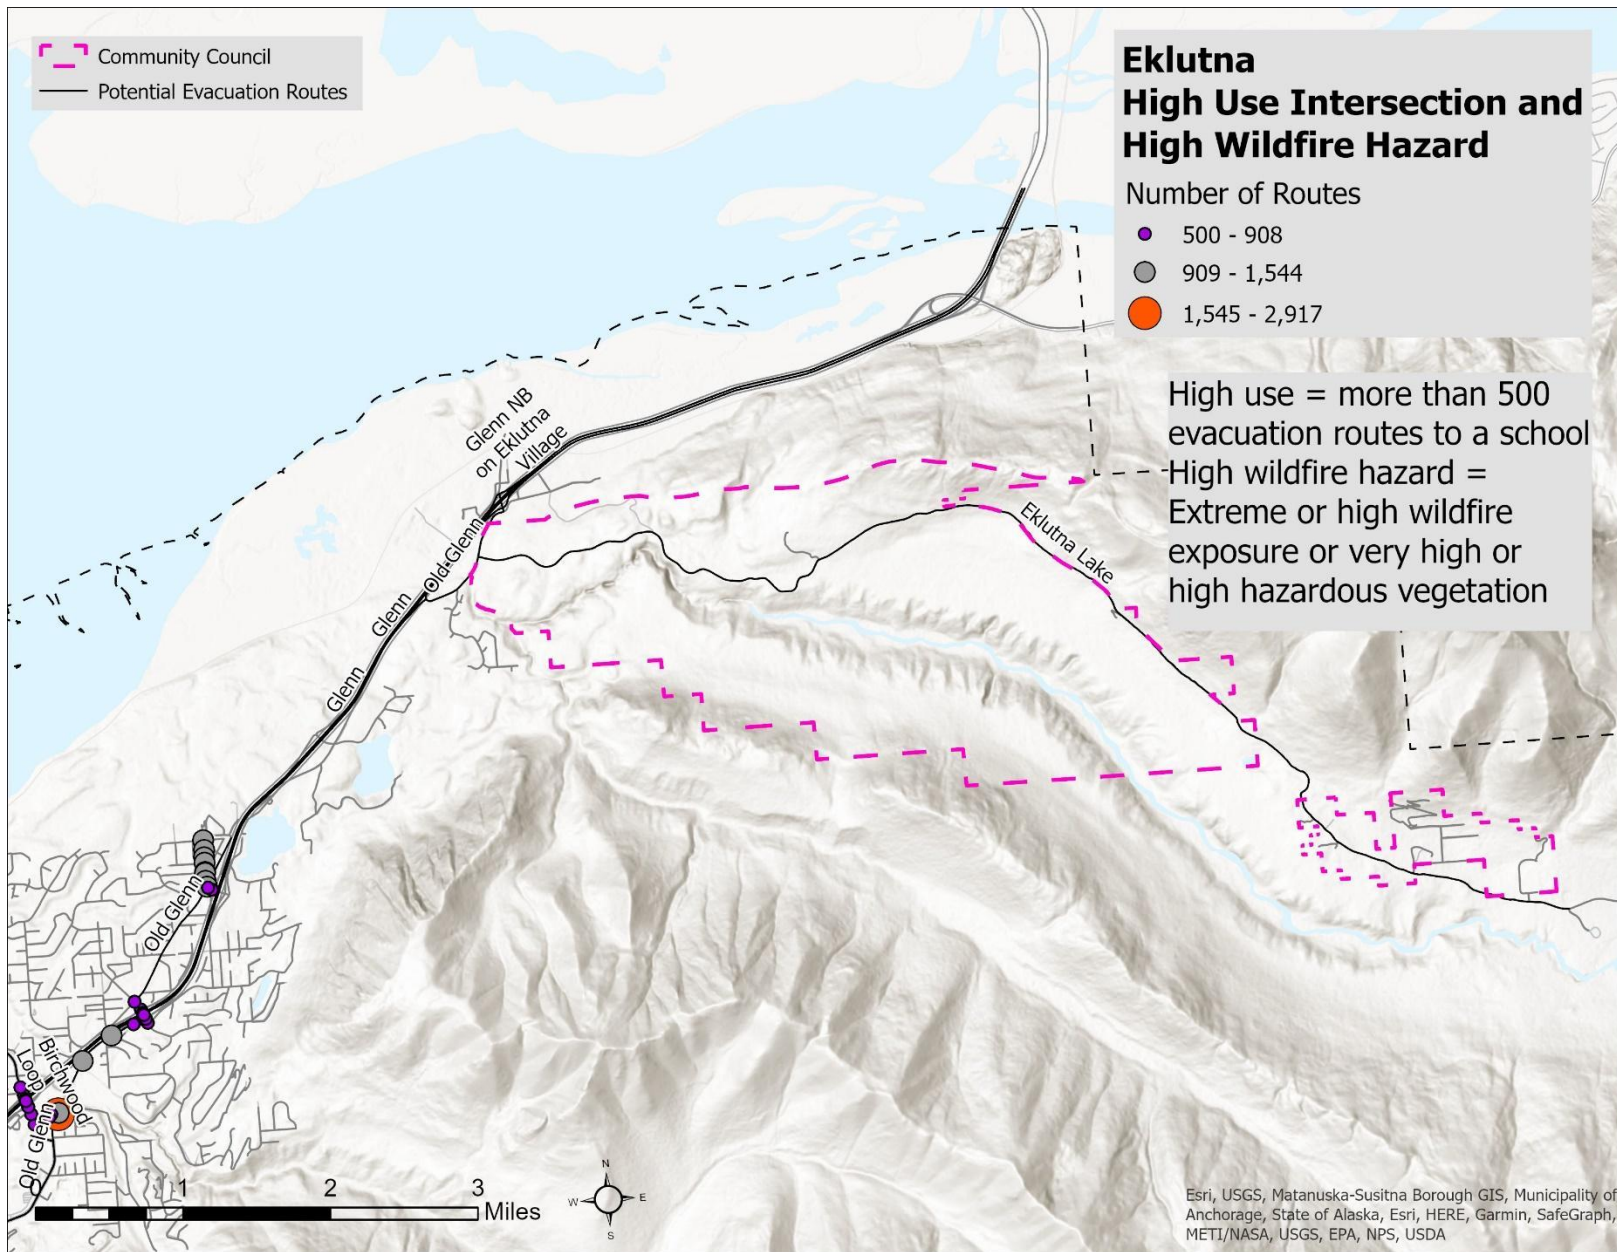 Community Council
Potential Evacuation Routes
Eklutna
High Use Intersection and
High Wildfire Hazard
Number of Routes
500 - 908
909 - 1,544
1,545 - 2,917
High use = more than 500
evacuation routes to a school
High wildfire hazard =
Extreme or high wildfire
exposure or very high or
high hazardous vegetation
Glenn NB
on Eklutna
Village
Old Glenn
Glenn
Glenn
Eklutna Lake
Old Glenn
Birchwood
Loop
Old Glenn
0 1 2 3
Miles
N
W E
S
Esri, USGS, Matanuska-Susitna Borough GIS, Municipality of
Anchorage, State of Alaska, Esri, HERE, Garmin, SafeGraph,
METI/NASA, USGS, EPA, NPS, USDA